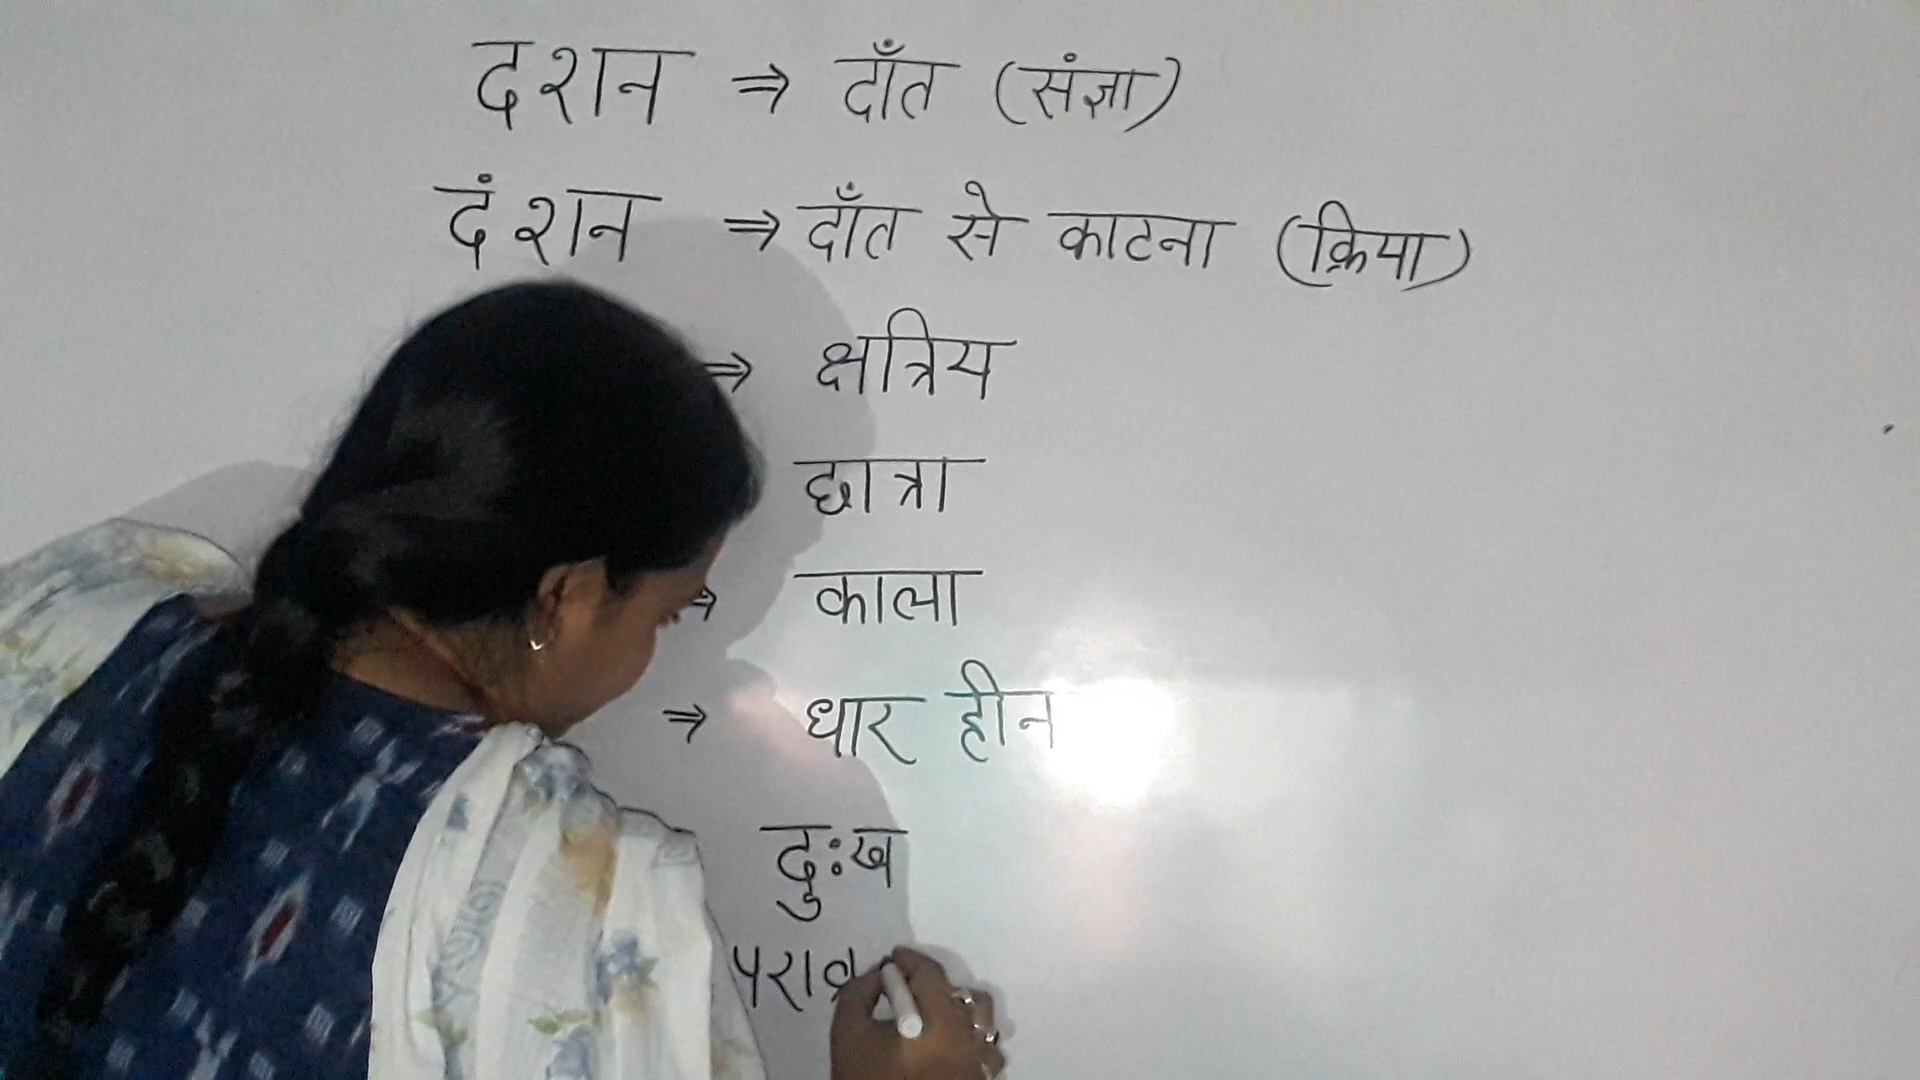 दशन ⇒ दाँत (संज्ञा)
दंशन ⇒ दाँत से काटना (क्रिया)
⇒ क्षत्रिय
छात्रा
⇒ काला
⇒ धार हीन
दुःख